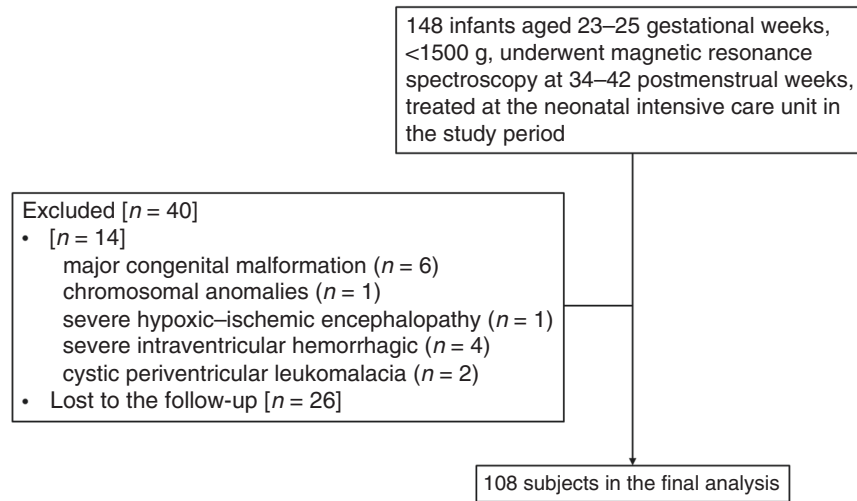 148 infants aged 23–25 gestational weeks,
<1500 g, underwent magnetic resonance
spectroscopy at 34–42 postmenstrual weeks,
treated at the neonatal intensive care unit in
the study period
Excluded [n = 40]
• [n = 14]
major congenital malformation (n = 6)
chromosomal anomalies (n = 1)
severe hypoxic–ischemic encephalopathy (n = 1)
severe intraventricular hemorrhagic (n = 4)
cystic periventricular leukomalacia (n = 2)
• Lost to the follow-up [n = 26]
108 subjects in the final analysis